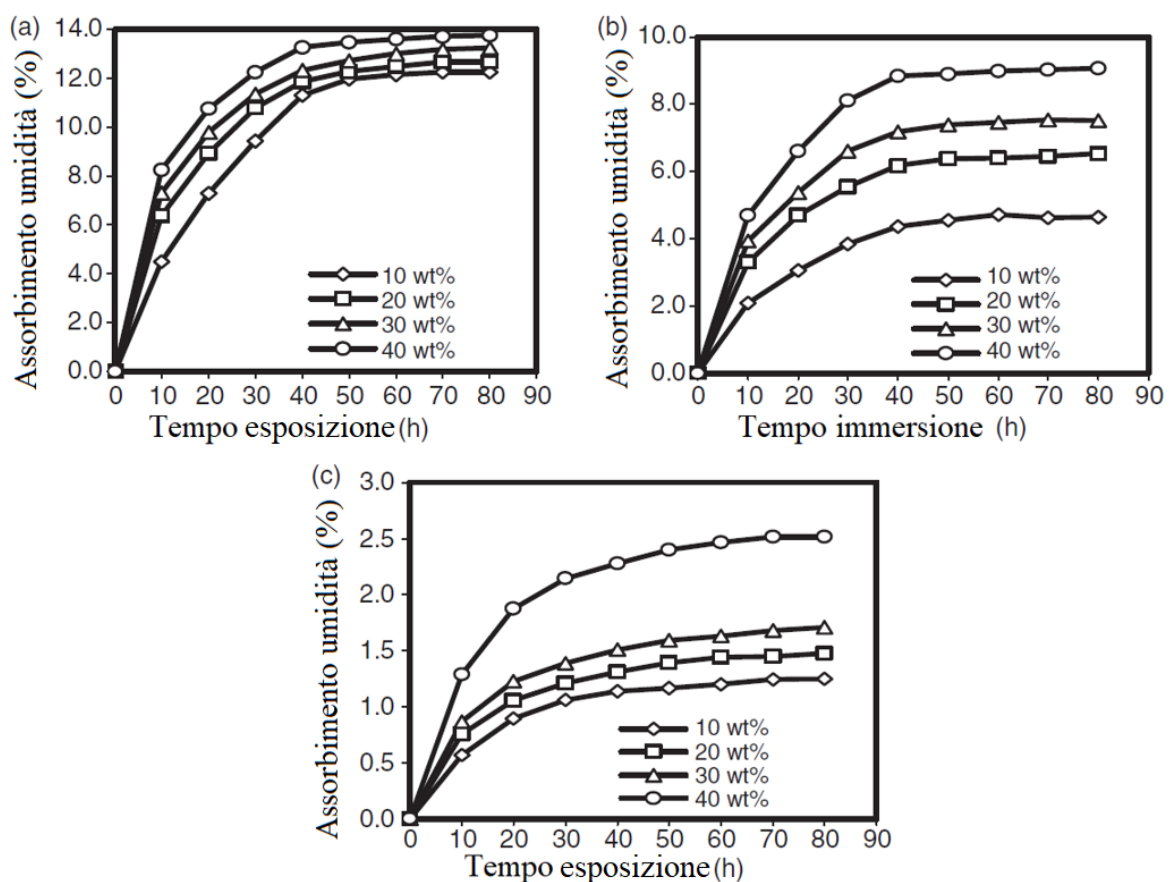 (a)
14.0
12.0
10.0
8.0
6.0
4.0
2.0
0.0
Assorbimento umidità (%)
10 wt%
20 wt%
30 wt%
40 wt%
0 10 20 30 40 50 60 70 80 90
Tempo esposizione (h)
(b)
10.0
8.0
6.0
4.0
2.0
0.0
Assorbimento umidità (%)
10 wt%
20 wt%
30 wt%
40 wt%
0 10 20 30 40 50 60 70 80 90
Tempo immersione (h)
(c)
3.0
2.5
2.0
1.5
1.0
0.5
0.0
Assorbimento umidità (%)
10 wt%
20 wt%
30 wt%
40 wt%
0 10 20 30 40 50 60 70 80 90
Tempo esposizione (h)